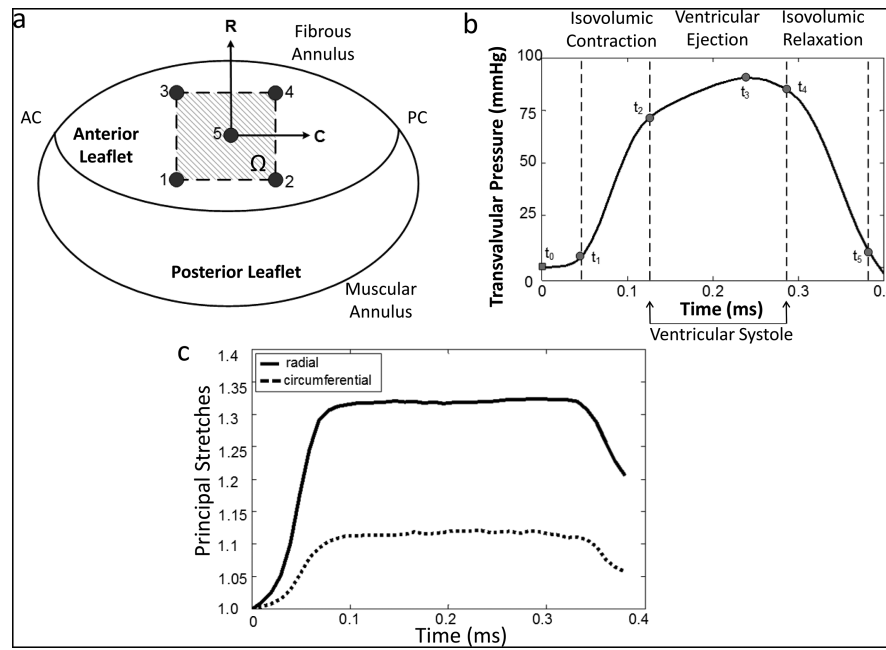 a
R
Fibrous
Annulus
3
4
AC
PC
Anterior
Leaflet
5
C
Ω
1
2
Posterior Leaflet
Muscular
Annulus
b
Isovolumic
Contraction
Ventricular
Ejection
Isovolumic
Relaxation
Transvalvular Pressure (mmHg)
100
75
50
25
0
t0
t1
t2
t3
t4
t5
0
0.1
0.2
0.3
0.
Time (ms)
Ventricular Systole
c
radial
circumferential
Principal Stretches
1.4
1.35
1.3
1.25
1.2
1.15
1.1
1.05
1.0
0
0.1
0.2
0.3
0.4
Time (ms)